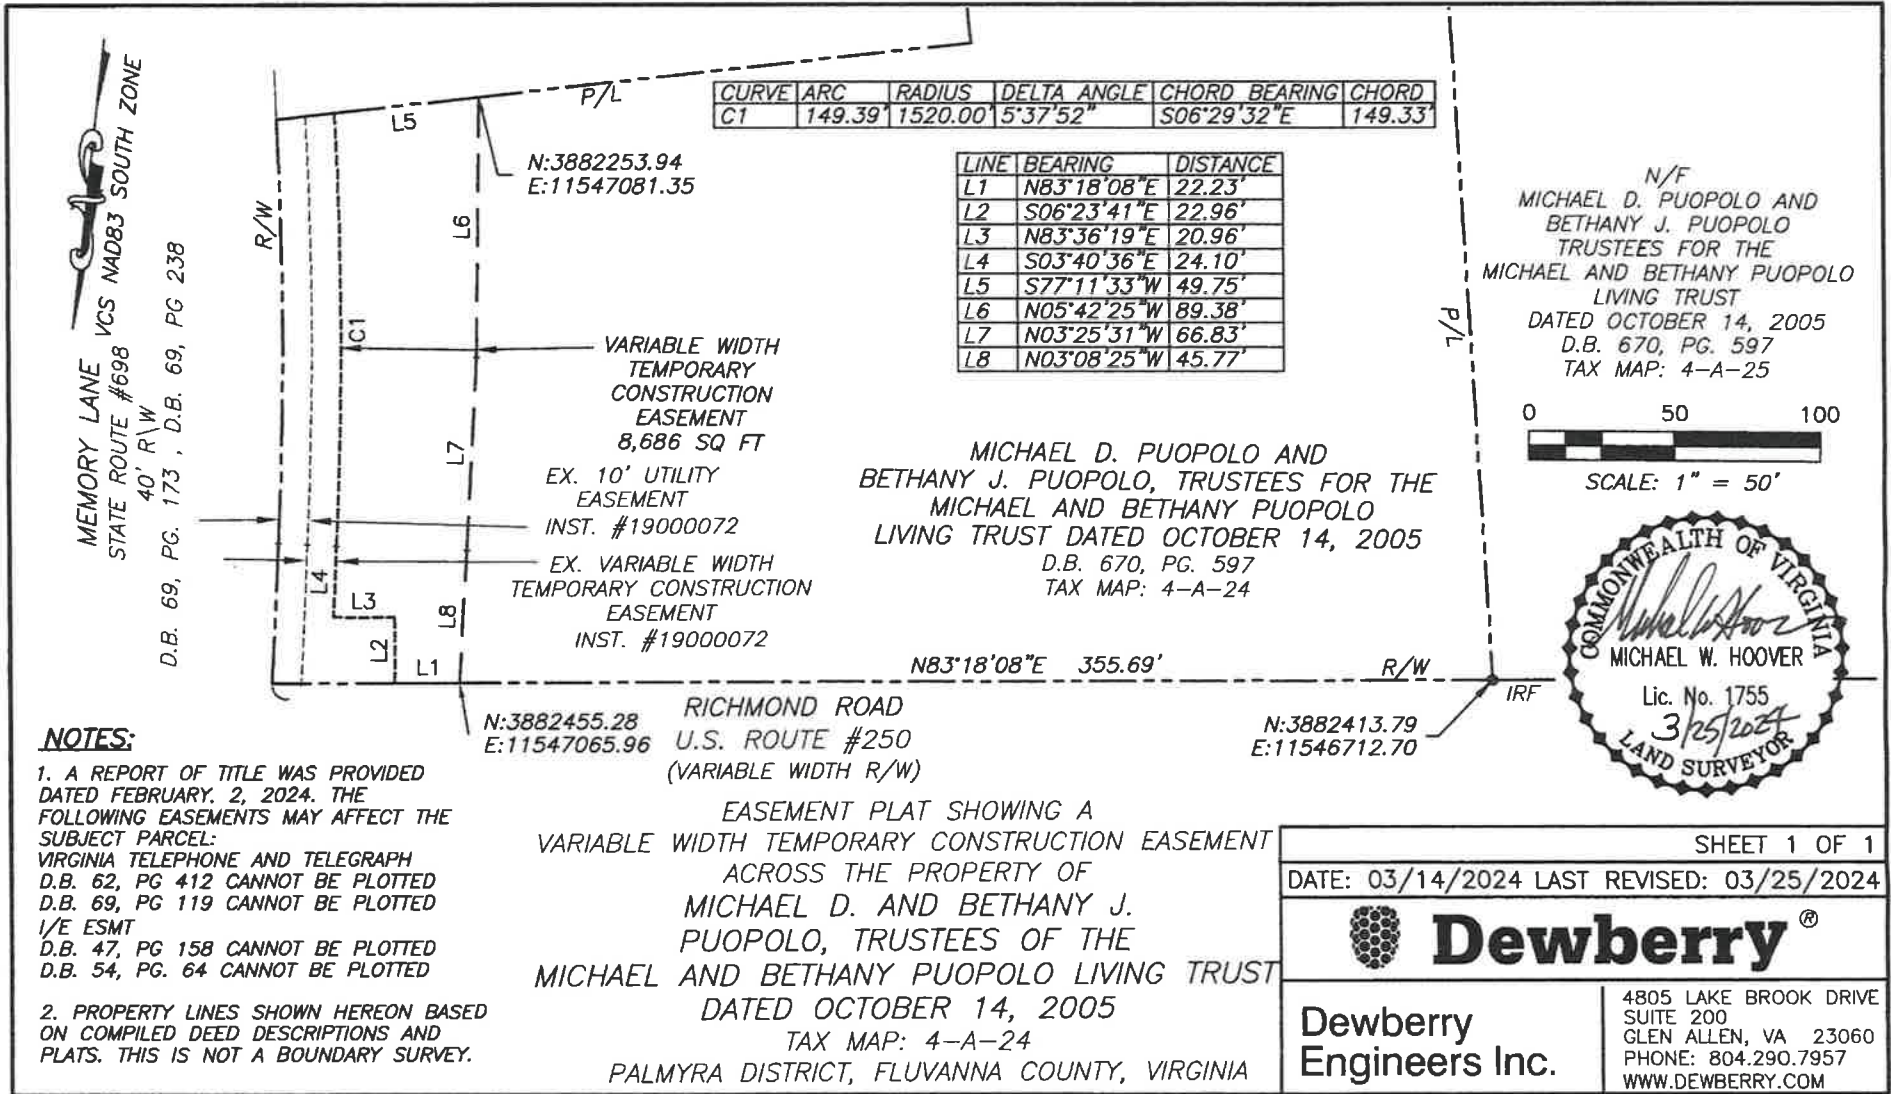 MEMORY LANE
STATE ROUTE #698
40' R\W
D.B. 69, PG. 173 , D.B. 69, PG 238
VCS NAD83 SOUTH ZONE
R/W
L5
P/L
N:3882253.94
E:11547081.35
L6
C1
L7
L4
L3
L2
L1
L8
CURVE ARC RADIUS DELTA ANGLE CHORD BEARING CHORD
C1 149.39' 1520.00' 5°37'52" S06°29'32"E 149.33'
LINE BEARING DISTANCE
L1 N83°18'08"E 22.23'
L2 S06°23'41"E 22.96'
L3 N83°36'19"E 20.96'
L4 S03°40'36"E 24.10'
L5 S77°11'33"W 49.75'
L6 N05°42'25"W 89.38'
L7 N03°25'31"W 66.83'
L8 N03°08'25"W 45.77'
VARIABLE WIDTH
TEMPORARY
CONSTRUCTION
EASEMENT
8,686 SQ FT
EX. 10' UTILITY
EASEMENT
INST. #19000072
EX. VARIABLE WIDTH
TEMPORARY CONSTRUCTION
EASEMENT
INST. #19000072
MICHAEL D. PUOPOLO AND
BETHANY J. PUOPOLO, TRUSTEES FOR THE
MICHAEL AND BETHANY PUOPOLO
LIVING TRUST DATED OCTOBER 14, 2005
D.B. 670, PG. 597
TAX MAP: 4-A-24
P/L
N/F
MICHAEL D. PUOPOLO AND
BETHANY J. PUOPOLO
TRUSTEES FOR THE
MICHAEL AND BETHANY PUOPOLO
LIVING TRUST
DATED OCTOBER 14, 2005
D.B. 670, PG. 597
TAX MAP: 4-A-25
0 50 100
SCALE: 1" = 50'
COMMONWEALTH OF VIRGINIA
MICHAEL W. HOOVER
Lic. No. 1755
3/25/2024
LAND SURVEYOR
N83°18'08"E 355.69'
R/W
IRF
N:3882455.28
E:11547065.96
RICHMOND ROAD
U.S. ROUTE #250
(VARIABLE WIDTH R/W)
N:3882413.79
E:11546712.70
NOTES:
1. A REPORT OF TITLE WAS PROVIDED
DATED FEBRUARY. 2, 2024. THE
FOLLOWING EASEMENTS MAY AFFECT THE
SUBJECT PARCEL:
VIRGINIA TELEPHONE AND TELEGRAPH
D.B. 62, PG 412 CANNOT BE PLOTTED
D.B. 69, PG 119 CANNOT BE PLOTTED
I/E ESMT
D.B. 47, PG 158 CANNOT BE PLOTTED
D.B. 54, PG. 64 CANNOT BE PLOTTED
2. PROPERTY LINES SHOWN HEREON BASED
ON COMPILED DEED DESCRIPTIONS AND
PLATS. THIS IS NOT A BOUNDARY SURVEY.
EASEMENT PLAT SHOWING A
VARIABLE WIDTH TEMPORARY CONSTRUCTION EASEMENT
ACROSS THE PROPERTY OF
MICHAEL D. AND BETHANY J.
PUOPOLO, TRUSTEES OF THE
MICHAEL AND BETHANY PUOPOLO LIVING TRUST
DATED OCTOBER 14, 2005
TAX MAP: 4-A-24
PALMYRA DISTRICT, FLUVANNA COUNTY, VIRGINIA
SHEET 1 OF 1
DATE: 03/14/2024 LAST REVISED: 03/25/2024
Dewberry®
Dewberry
Engineers Inc.
4805 LAKE BROOK DRIVE
SUITE 200
GLEN ALLEN, VA 23060
PHONE: 804.290.7957
WWW.DEWBERRY.COM